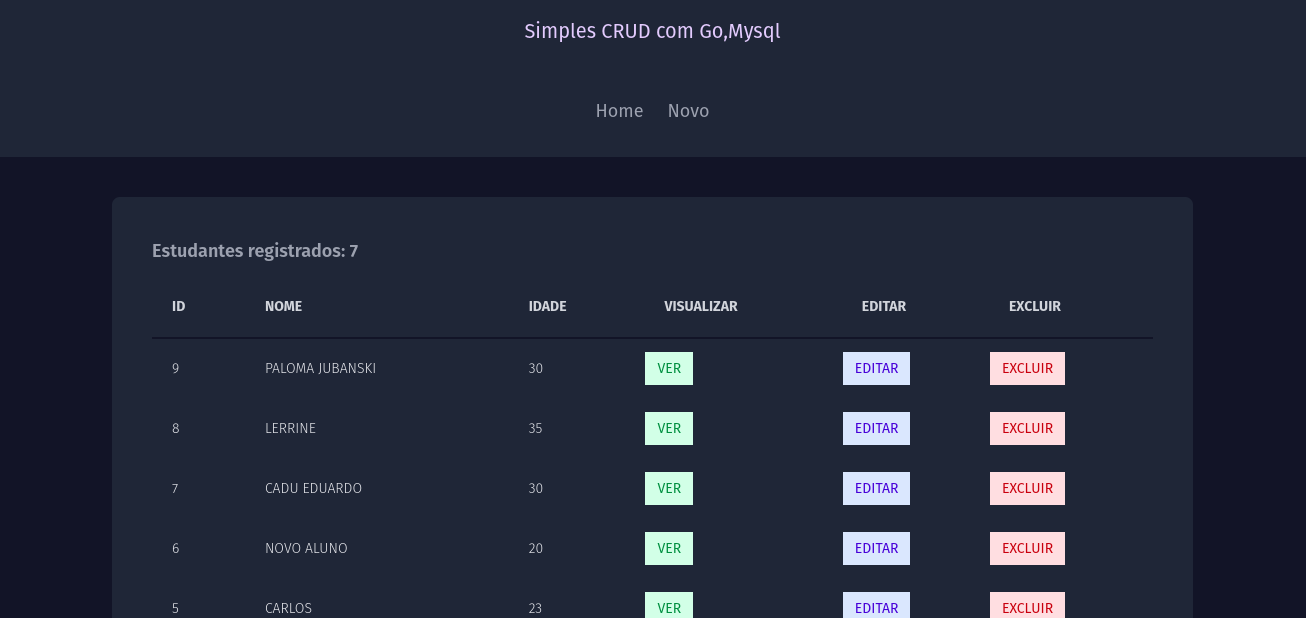 Simples CRUD com Go,Mysql
Home Novo
Estudantes registrados: 7
ID NOME IDADE VISUALIZAR EDITAR EXCLUIR
9 PALOMA JUBANSKI 30 VER EDITAR EXCLUIR
8 LERRINE 35 VER EDITAR EXCLUIR
7 CADU EDUARDO 30 VER EDITAR EXCLUIR
6 NOVO ALUNO 20 VER EDITAR EXCLUIR
5 CARLOS 23 VER EDITAR EXCLUIR